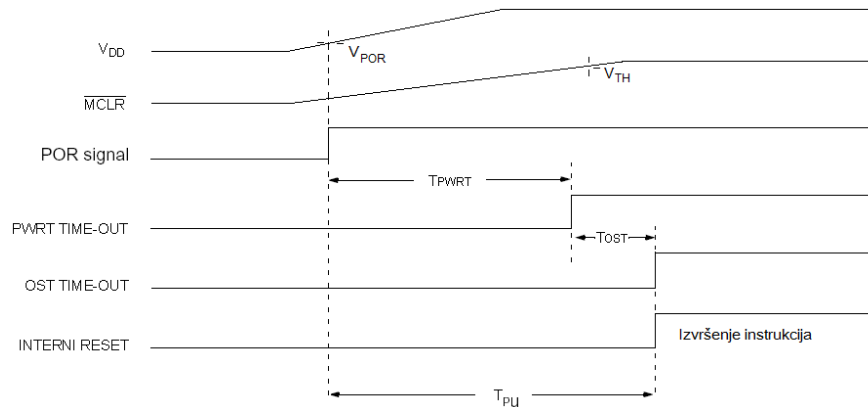 VDD
VPOR
MCLR
VTH
POR signal
TPWRT
PWRT TIME-OUT
TOST
OST TIME-OUT
INTERNI RESET
Izvršenje instrukcija
TPU